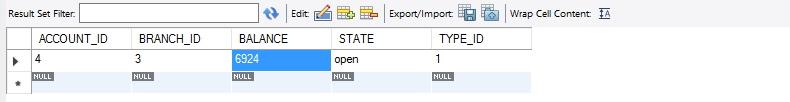 Result Set Filter: Edit: Export/Import: Wrap Cell Content: IA
ACCOUNT_ID BRANCH_ID BALANCE STATE TYPE_ID
4 3 6924 open 1
NULL NULL NULL NULL NULL